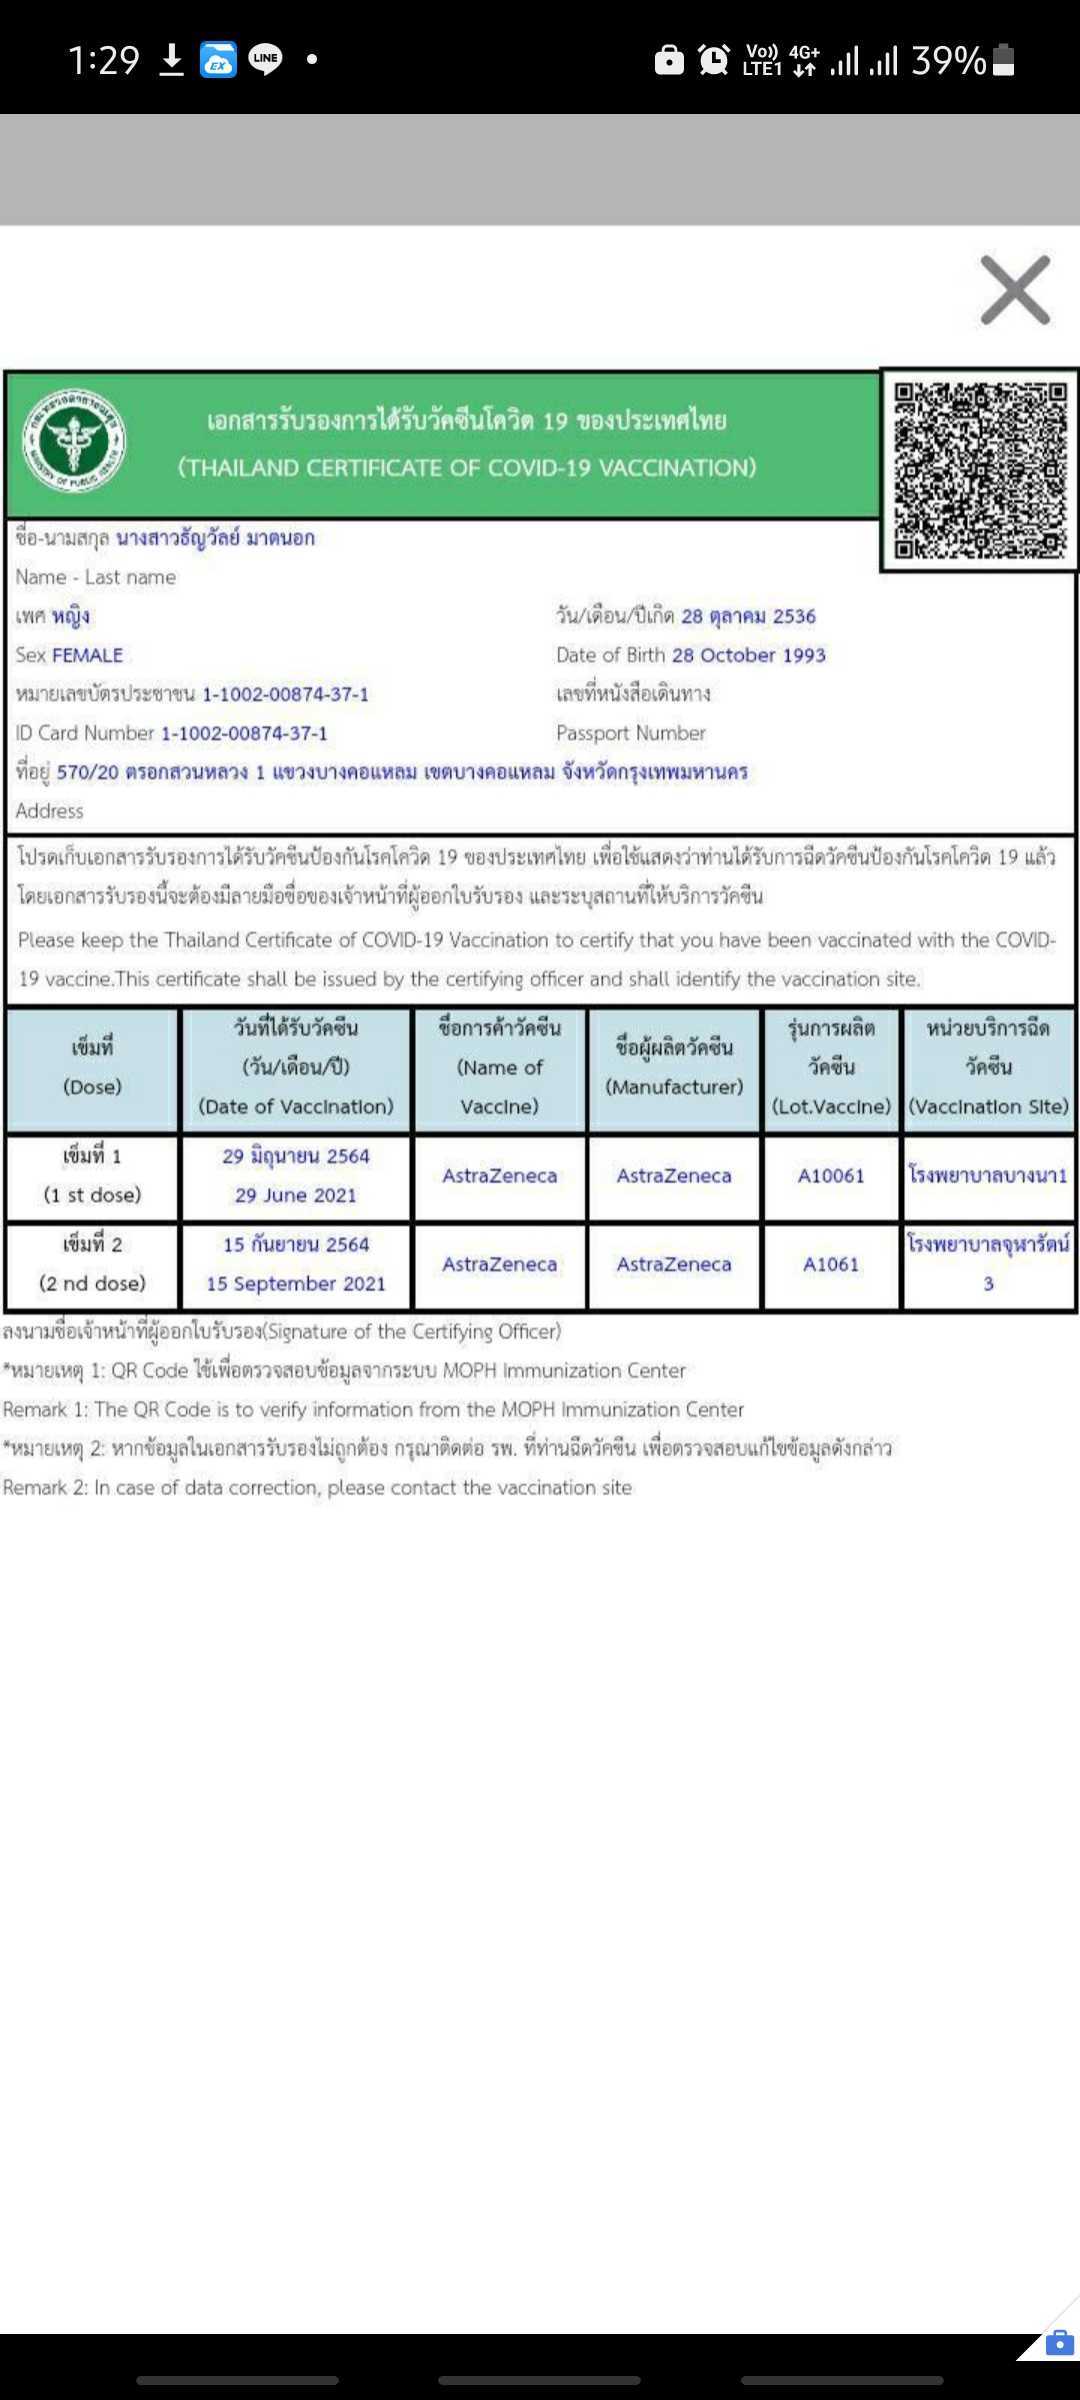 1:29
EX
LINE
Vo)) LTE1
4G+
39%
เอกสารรับรองการได้รับวัคซีนโควิด 19 ของประเทศไทย
(THAILAND CERTIFICATE OF COVID-19 VACCINATION)
กระทรวงสาธารณสุข
MINISTRY OF PUBLIC HEALTH
ชื่อ-นามสกุล นางสาวธัญวัลย์ มาตนอก
Name - Last name
เพศ หญิง
วัน/เดือน/ปีเกิด 28 ตุลาคม 2536
Sex FEMALE
Date of Birth 28 October 1993
หมายเลขบัตรประชาชน 1-1002-00874-37-1
เลขที่หนังสือเดินทาง
ID Card Number 1-1002-00874-37-1
Passport Number
ที่อยู่ 570/20 ตรอกสวนหลวง 1 แขวงบางคอแหลม เขตบางคอแหลม จังหวัดกรุงเทพมหานคร
Address
โปรดเก็บเอกสารรับรองการได้รับวัคซีนป้องกันโรคโควิด 19 ของประเทศไทย เพื่อใช้แสดงว่าท่านได้รับการฉีดวัคซีนป้องกันโรคโควิด 19 แล้ว
โดยเอกสารรับรองนี้จะต้องมีลายมือชื่อของเจ้าหน้าที่ผู้ออกใบรับรอง และระบุสถานที่ให้บริการวัคซีน
Please keep the Thailand Certificate of COVID-19 Vaccination to certify that you have been vaccinated with the COVID-
19 vaccine.This certificate shall be issued by the certifying officer and shall identify the vaccination site.
เข็มที่
(Dose)
วันที่ได้รับวัคซีน
(วัน/เดือน/ปี)
(Date of Vaccination)
ชื่อการค้าวัคซีน
(Name of
Vaccine)
ชื่อผู้ผลิตวัคซีน
(Manufacturer)
รุ่นการผลิต
วัคซีน
(Lot.Vaccine)
หน่วยบริการฉีด
วัคซีน
(Vaccination Site)
เข็มที่ 1
(1 st dose)
29 มิถุนายน 2564
29 June 2021
AstraZeneca
AstraZeneca
A10061
โรงพยาบาลบางนา1
เข็มที่ 2
(2 nd dose)
15 กันยายน 2564
15 September 2021
AstraZeneca
AstraZeneca
A1061
โรงพยาบาลจุฬารัตน์
3
ลงนามชื่อเจ้าหน้าที่ผู้ออกใบรับรอง(Signature of the Certifying Officer)
*หมายเหตุ 1: QR Code ใช้เพื่อตรวจสอบข้อมูลจากระบบ MOPH Immunization Center
Remark 1: The QR Code is to verify information from the MOPH Immunization Center
*หมายเหตุ 2: หากข้อมูลในเอกสารรับรองไม่ถูกต้อง กรุณาติดต่อ รพ. ที่ท่านฉีดวัคซีน เพื่อตรวจสอบแก้ไขข้อมูลดังกล่าว
Remark 2: In case of data correction, please contact the vaccination site